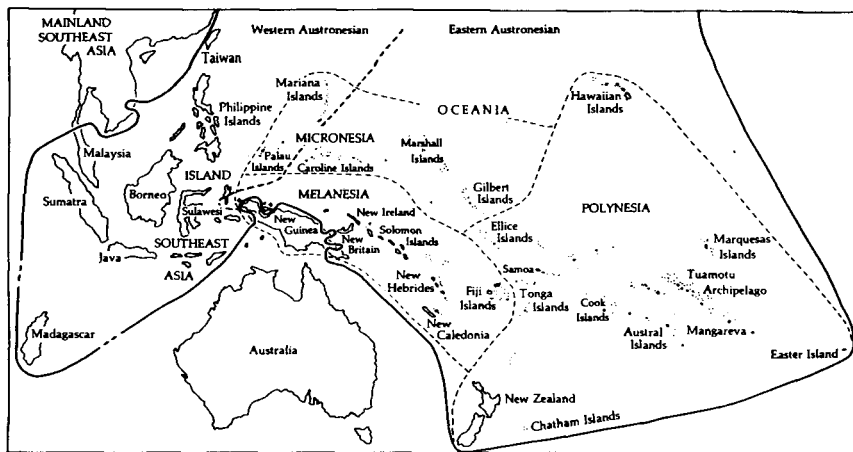 MAINLAND
SOUTHEAST
ASIA
Western Austronesian
Eastern Austronesian
Taiwan
Mariana
Islands
OCEANIA
Hawaiian
Islands
Philippine
Islands
MICRONESIA
Marshall
Islands
Malaysia
Palau
Islands
Caroline Islands
ISLAND
MELANESIA
Gilbert
Islands
Sumatra
Borneo
Sulawesi
New Ireland
POLYNESIA
New
Guinea
Solomon
Islands
Ellice
Islands
SOUTHEAST
ASIA
New
Britain
Marquesas
Islands
Java
Samoa
Tuamotu
Archipelago
New
Hebrides
Fiji
Islands
Tonga
Islands
Cook
Islands
Madagascar
New
Caledonia
Austral
Islands
Mangareva
Australia
Easter Island
New Zealand
Chatham Islands